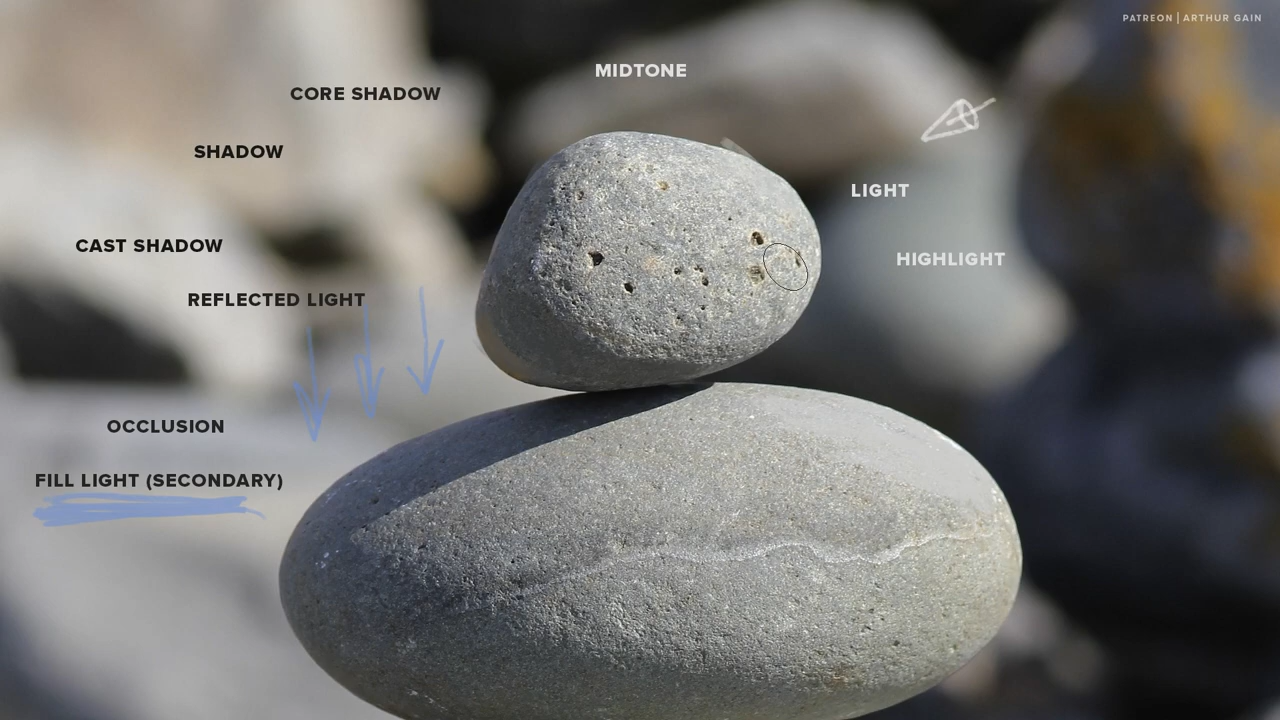 PATREON | ARTHUR GAIN
MIDTONE
CORE SHADOW
SHADOW
LIGHT
CAST SHADOW
HIGHLIGHT
REFLECTED LIGHT
OCCLUSION
FILL LIGHT (SECONDARY)